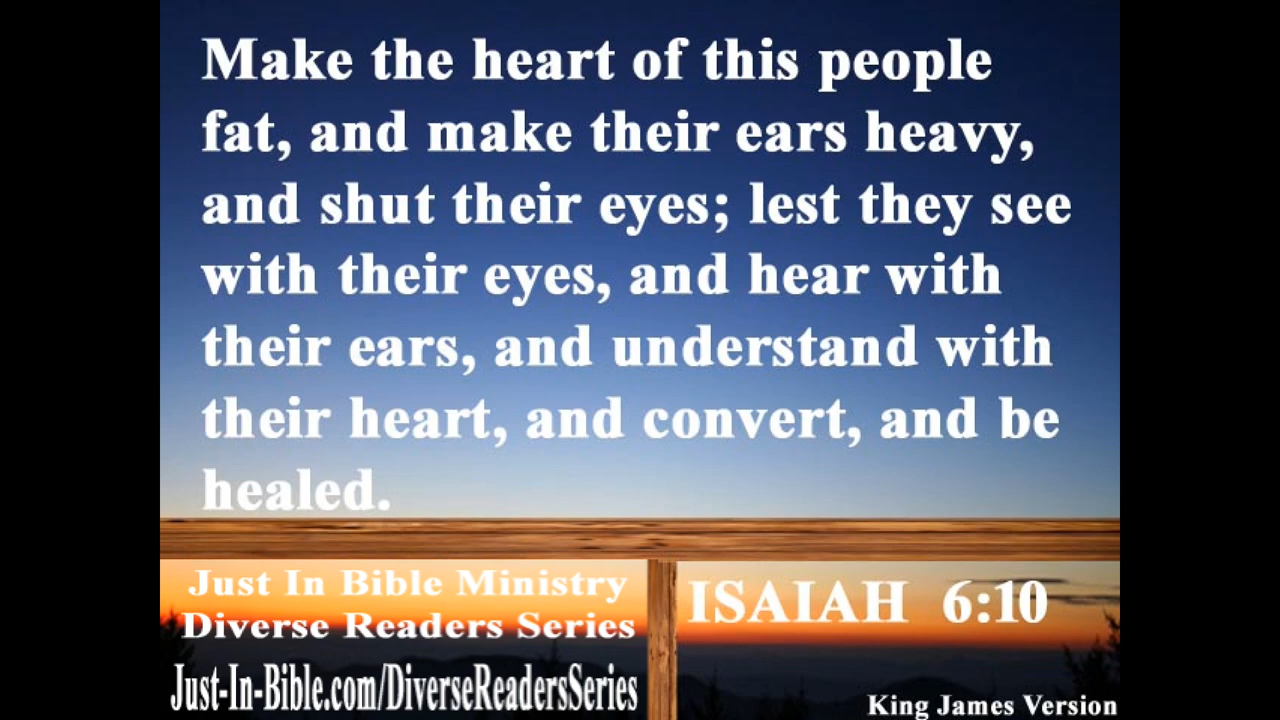 Make the heart of this people
fat, and make their ears heavy,
and shut their eyes; lest they see
with their eyes, and hear with
their ears, and understand with
their heart, and convert, and be
healed.
Just In Bible Ministry
Diverse Readers Series
Just-In-Bible.com/DiverseReadersSeries
ISAIAH 6:10
King James Version